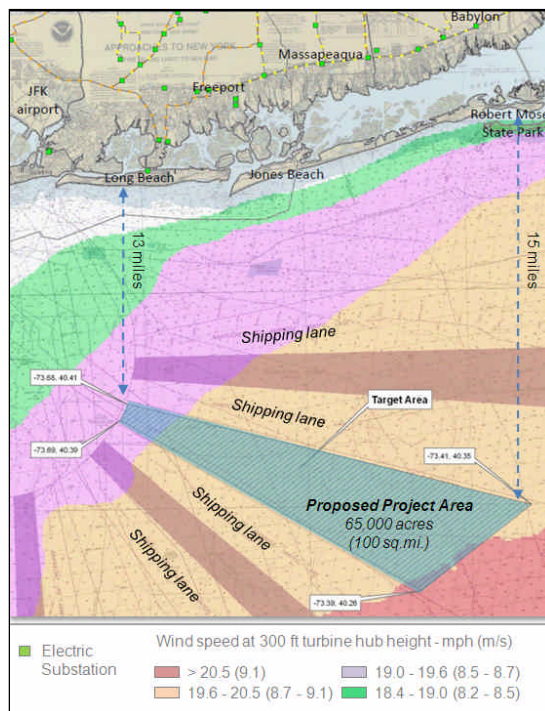 Babylon
APPROACHES TO NEW YORK
Massapeaqua
JFK
airport
Freeport
Robert Mose
State Park
Long Beach
Jones Beach
13 miles
15 miles
Shipping lane
-73.68, 40.41
Shipping lane
Target Area
-73.69, 40.39
-73.41, 40.35
Shipping lane
Proposed Project Area
65,000 acres
(100 sq.mi.)
Shipping lane
-73.39, 40.26
Electric
Substation
Wind speed at 300 ft turbine hub height - mph (m/s)
> 20.5 (9.1)
19.0 - 19.6 (8.5 - 8.7)
19.6 - 20.5 (8.7 - 9.1)
18.4 - 19.0 (8.2 - 8.5)